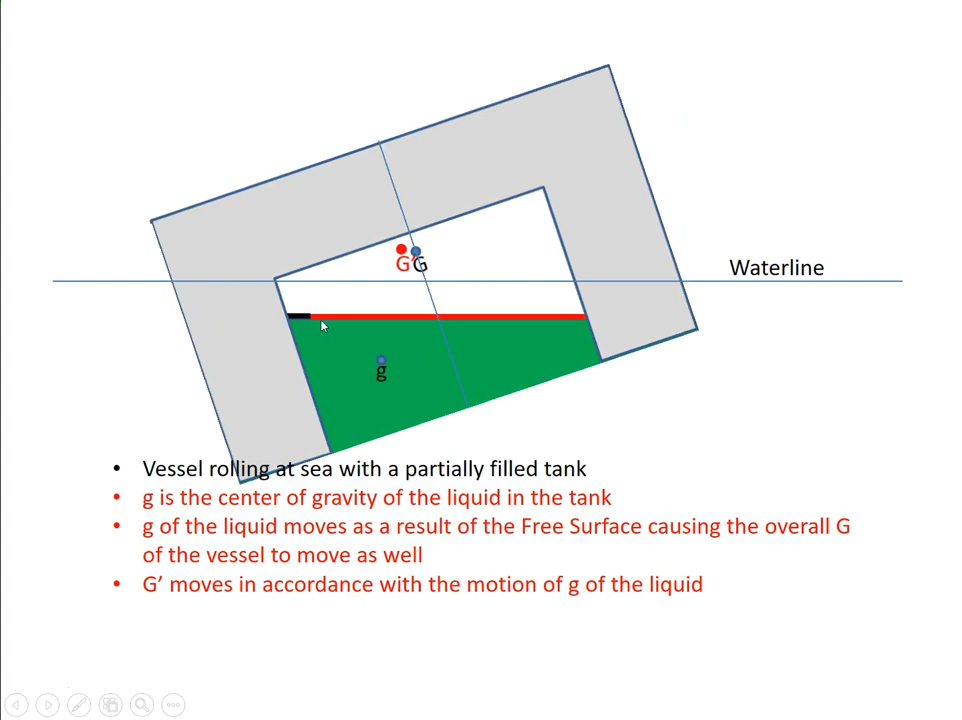 G’
G
Waterline
g
• Vessel rolling at sea with a partially filled tank
• g is the center of gravity of the liquid in the tank
• g of the liquid moves as a result of the Free Surface causing the overall G
of the vessel to move as well
• G’ moves in accordance with the motion of g of the liquid